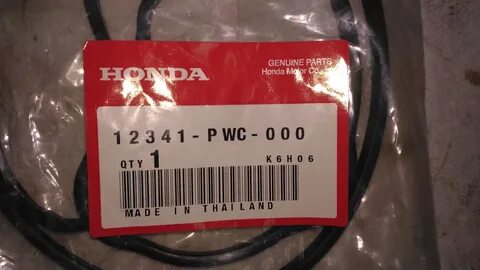 HONDA
GENUINE PARTS
Honda Motor Co.,
12341-PWC-000
QTY 1 K6H06
MADE IN THAILAND